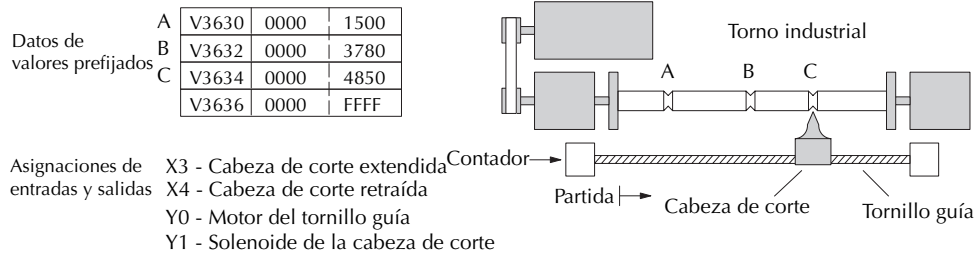 Datos de
valores prefijados
A V3630 0000 1500
B V3632 0000 3780
C V3634 0000 4850
V3636 0000 FFFF
Torno industrial
A B C
Contador
Partida
Cabeza de corte
Tornillo guía
Asignaciones de
entradas y salidas
X3 - Cabeza de corte extendida
X4 - Cabeza de corte retraída
Y0 - Motor del tornillo guía
Y1 - Solenoide de la cabeza de corte